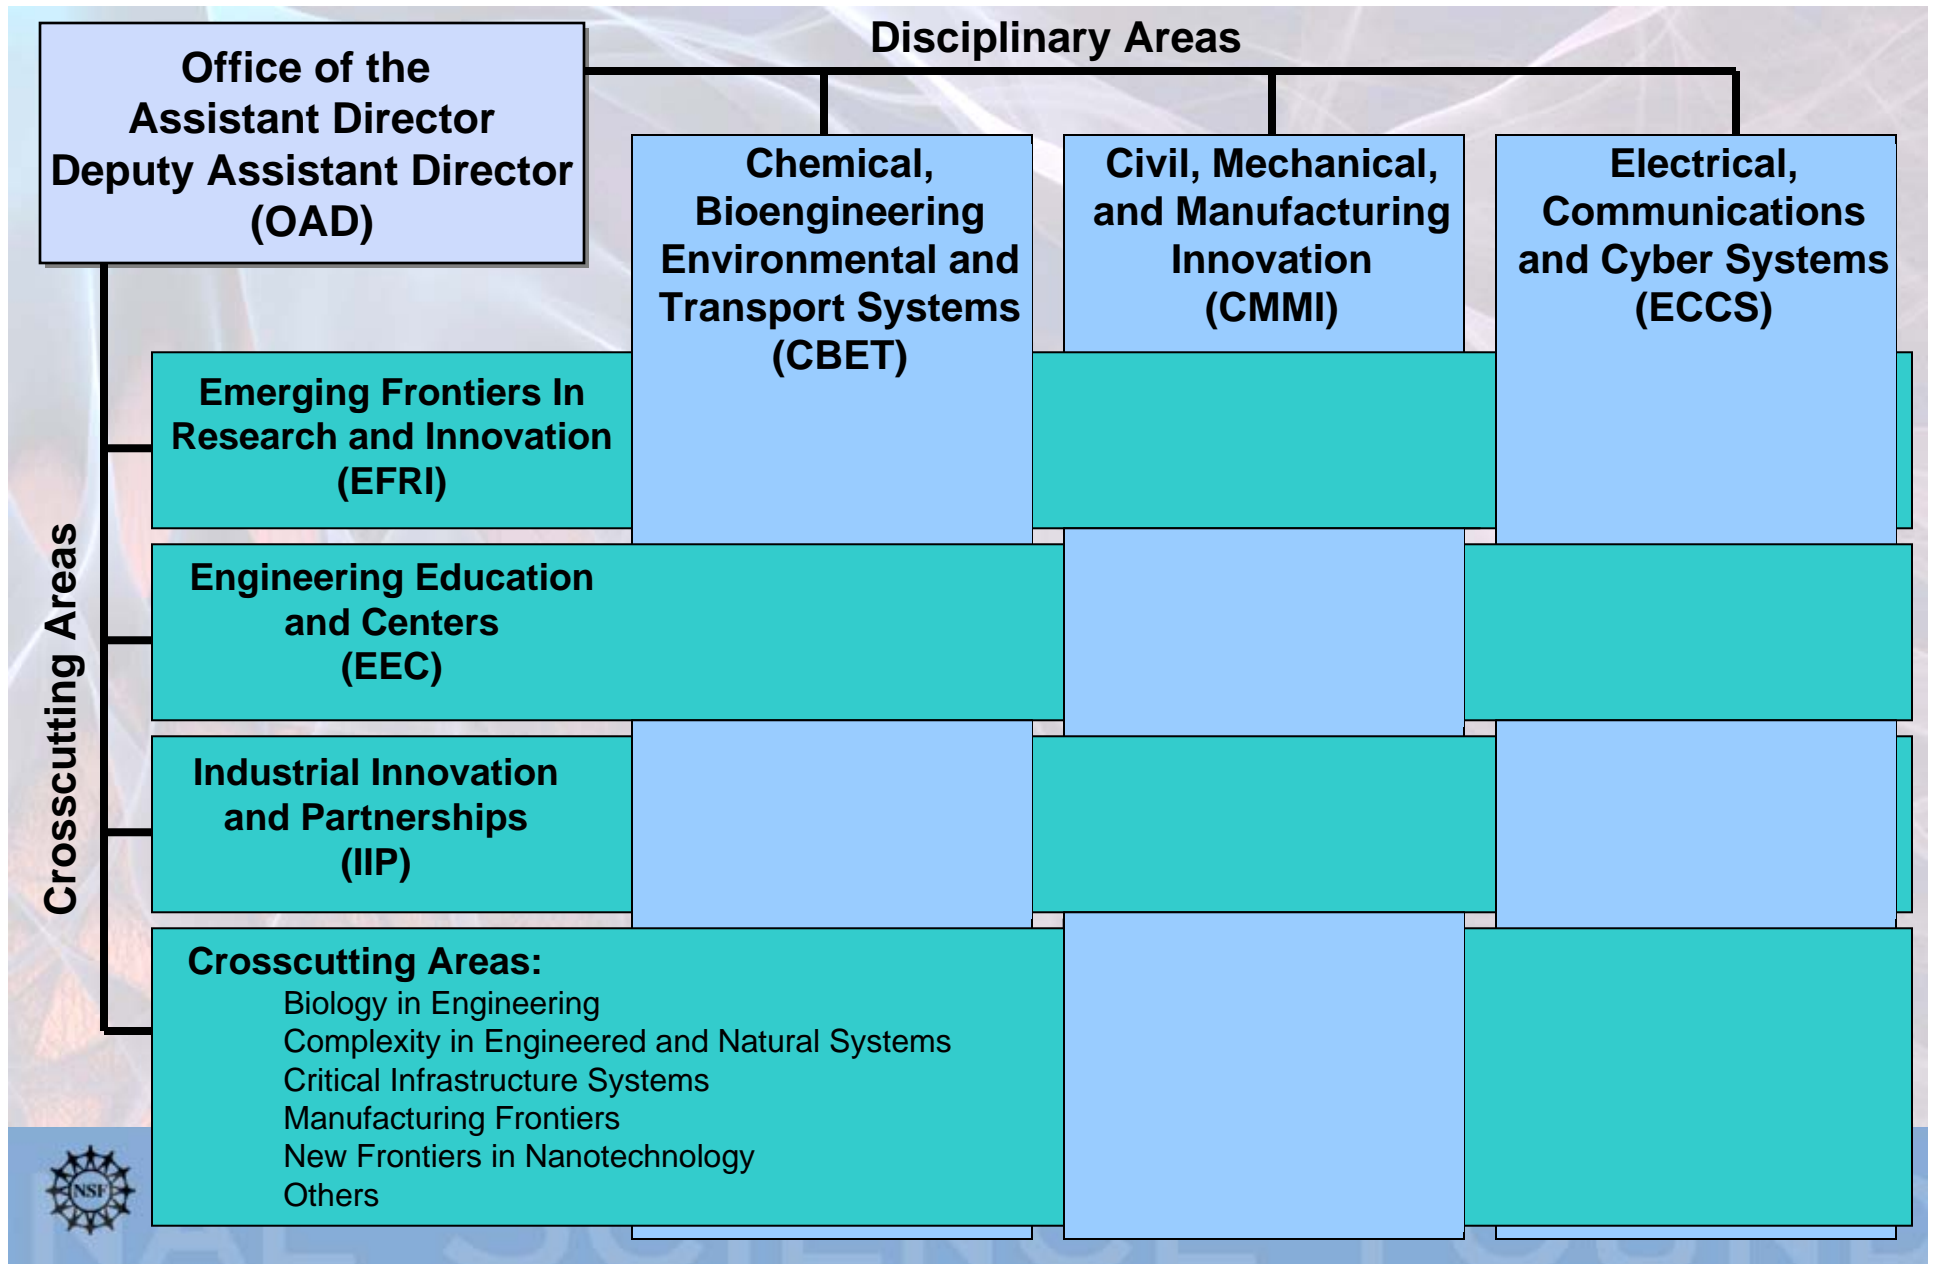 Disciplinary Areas
Office of the
Assistant Director
Deputy Assistant Director
(OAD)
Chemical,
Bioengineering
Environmental and
Transport Systems
(CBET)
Civil, Mechanical,
and Manufacturing
Innovation
(CMMI)
Electrical,
Communications
and Cyber Systems
(ECCS)
Crosscutting Areas
Emerging Frontiers In
Research and Innovation
(EFRI)
Engineering Education
and Centers
(EEC)
Industrial Innovation
and Partnerships
(IIP)
Crosscutting Areas:
Biology in Engineering
Complexity in Engineered and Natural Systems
Critical Infrastructure Systems
Manufacturing Frontiers
New Frontiers in Nanotechnology
Others
NSF